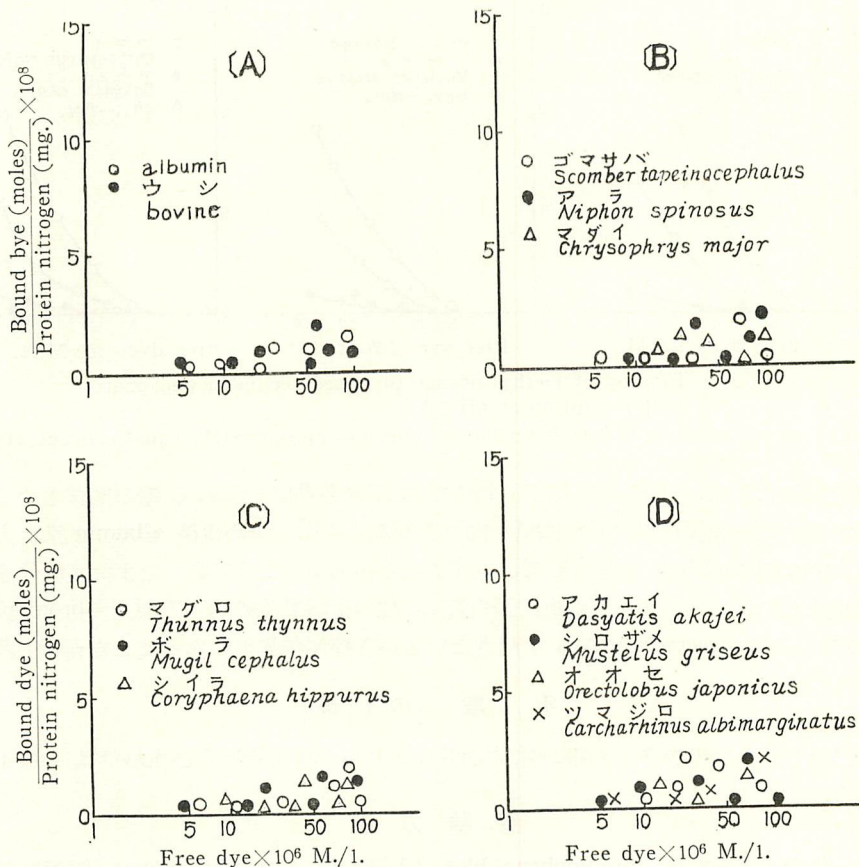 15
10
5
1
5
10
50
100
(A)
albumin
ウシ
bovine
Bound bye (moles)
Protein nitrogen (mg.)
×10⁸
15
10
5
0
5
10
50
100
(B)
ゴマサバ
Scomber tapeinocephalus
アラ
Niphon spinosus
マダイ
Chrysophrys major
15
10
5
0
1
5
10
50
100
(C)
マグロ
Thunnus thynnus
ボラ
Mugil cephalus
シイラ
Coryphaena hippurus
Bound dye (moles)
Protein nitrogen (mg.)
×10⁸
Free dye×10⁶ M./l.
15
10
5
0
1
5
10
50
100
(D)
アカエイ
Dasyatis akajei
シロザメ
Mustelus griseus
オオセ
Orectolobus japonicus
ツマジロ
Carcharhinus albimarginatus
Free dye×10⁶ M./l.